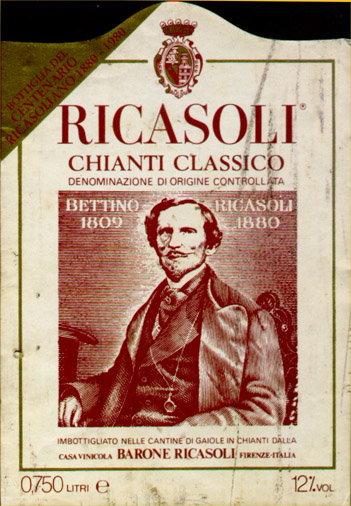 BOTTIGLIA DEL
CENTENARIO
RICASOLIANO 1880-1980
RICASOLI®
CHIANTI CLASSICO
DENOMINAZIONE DI ORIGINE CONTROLLATA
BETTINO RICASOLI
1809 1880
IMBOTTIGLIATO NELLE CANTINE DI GAIOLE IN CHIANTI DALLA
CASA VINICOLA BARONE RICASOLI FIRENZE-ITALIA
0,750 LITRI e 12% VOL